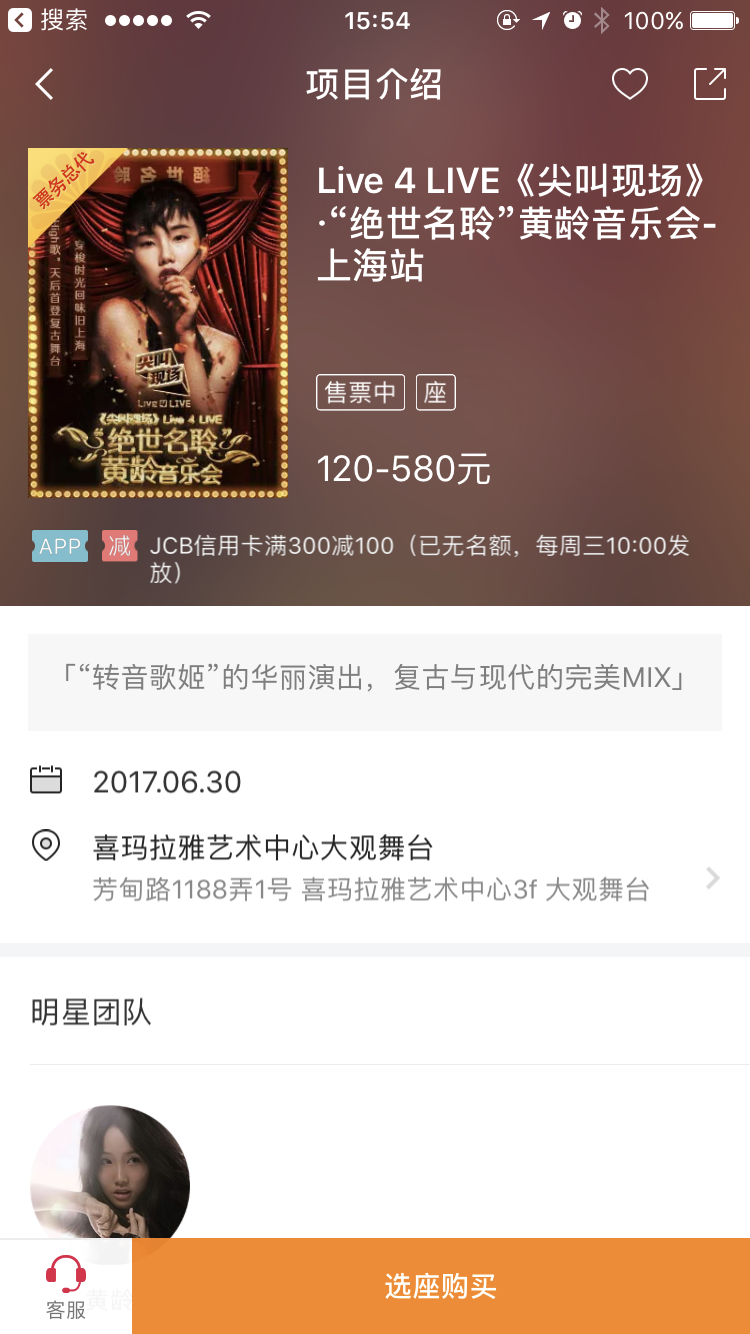 搜索
15:54
100%
项目介绍
票务总代
绝世名聆
穿梭时光回味旧上海
High歌，天后首登复古舞台
尖叫现场
LIVE 4 LIVE
《尖叫现场》Live 4 LIVE
绝世名聆
黄龄音乐会
Live 4 LIVE《尖叫现场》
·“绝世名聆”黄龄音乐会-
上海站
售票中 座
120-580元
APP 减 JCB信用卡满300减100（已无名额，每周三10:00发
放）
「“转音歌姬”的华丽演出，复古与现代的完美MIX」
2017.06.30
喜玛拉雅艺术中心大观舞台
芳甸路1188弄1号 喜玛拉雅艺术中心3f 大观舞台
明星团队
黄龄
客服
选座购买